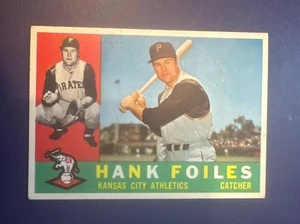 P
PIRATES
P
HANK FOILES
KANSAS CITY ATHLETICS CATCHER